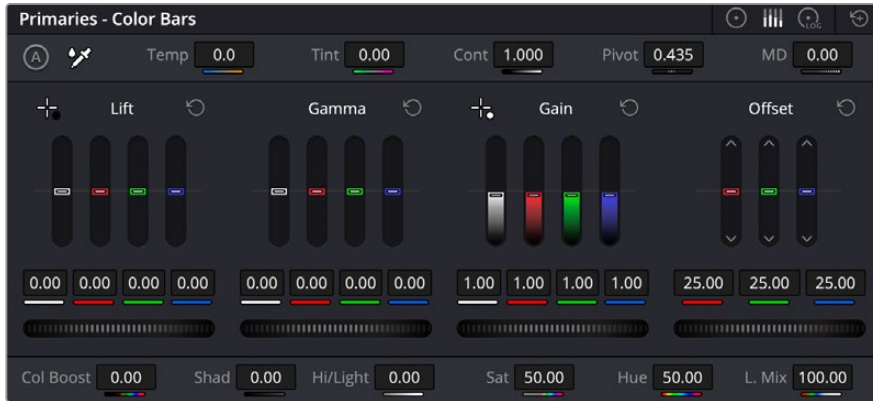 Primaries - Color Bars
LOG
A Temp 0.0 Tint 0.00 Cont 1.000 Pivot 0.435 MD 0.00
Lift Gamma Gain Offset
0.00 0.00 0.00 0.00 0.00 0.00 0.00 0.00 1.00 1.00 1.00 1.00 25.00 25.00 25.00
Col Boost 0.00 Shad 0.00 Hi/Light 0.00 Sat 50.00 Hue 50.00 L. Mix 100.00